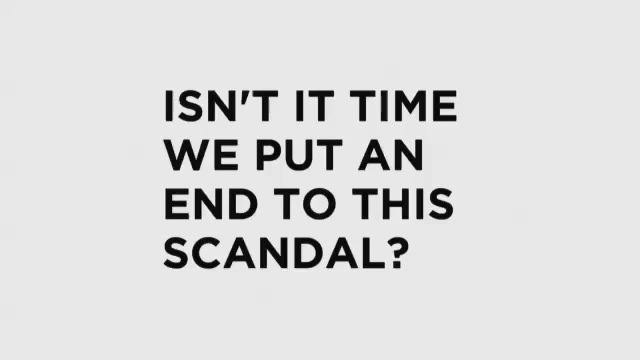 ISN'T IT TIME
WE PUT AN
END TO THIS
SCANDAL?